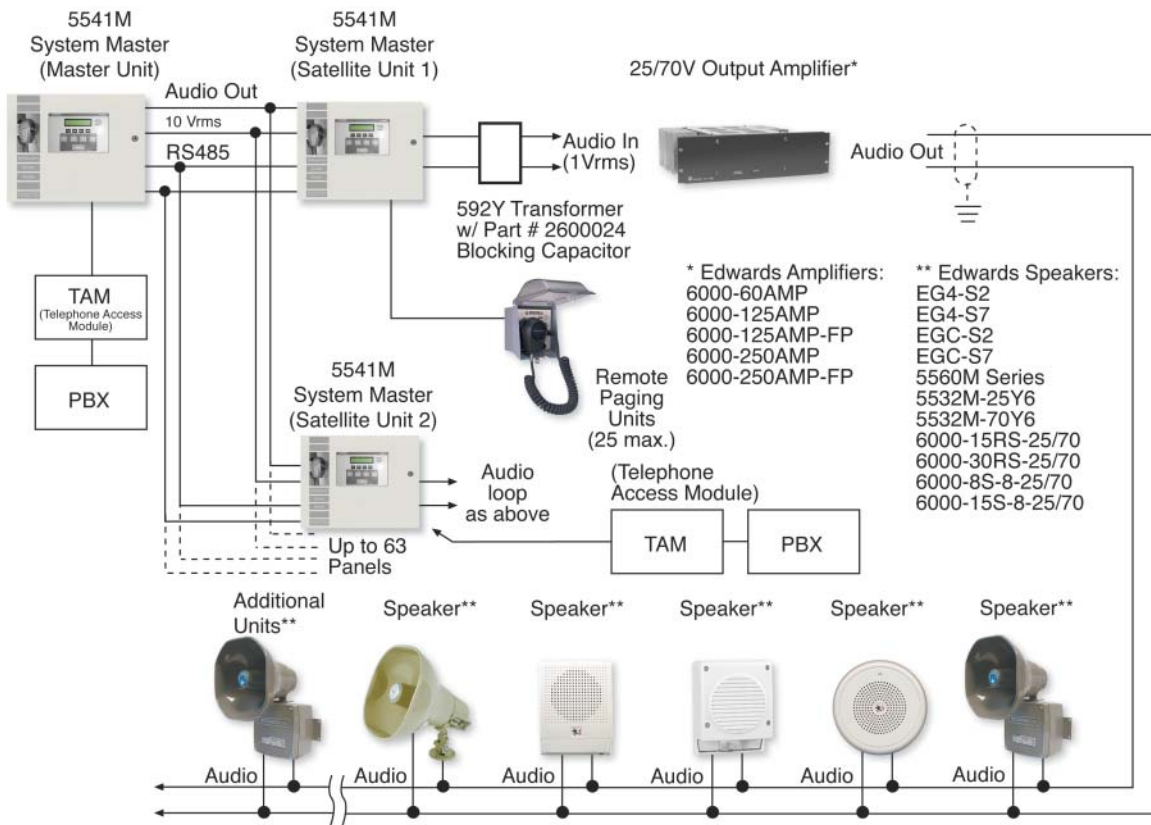 5541M
System Master
(Master Unit)
5541M
System Master
(Satellite Unit 1)
25/70V Output Amplifier*
Audio Out
10 Vrms
RS485
Audio In
(1Vrms)
Audio Out
592Y Transformer
w/ Part # 2600024
Blocking Capacitor
TAM
(Telephone Access
Module)
PBX
* Edwards Amplifiers:
6000-60AMP
6000-125AMP
6000-125AMP-FP
6000-250AMP
6000-250AMP-FP
** Edwards Speakers:
EG4-S2
EG4-S7
EGC-S2
EGC-S7
5560M Series
5532M-25Y6
5532M-70Y6
6000-15RS-25/70
6000-30RS-25/70
6000-8S-8-25/70
6000-15S-8-25/70
Remote
Paging
Units
(25 max.)
5541M
System Master
(Satellite Unit 2)
Audio
loop
as above
(Telephone
Access Module)
TAM
PBX
Up to 63
Panels
Additional
Units**
Speaker**
Speaker**
Speaker**
Speaker**
Speaker**
Audio
Audio
Audio
Audio
Audio
Audio